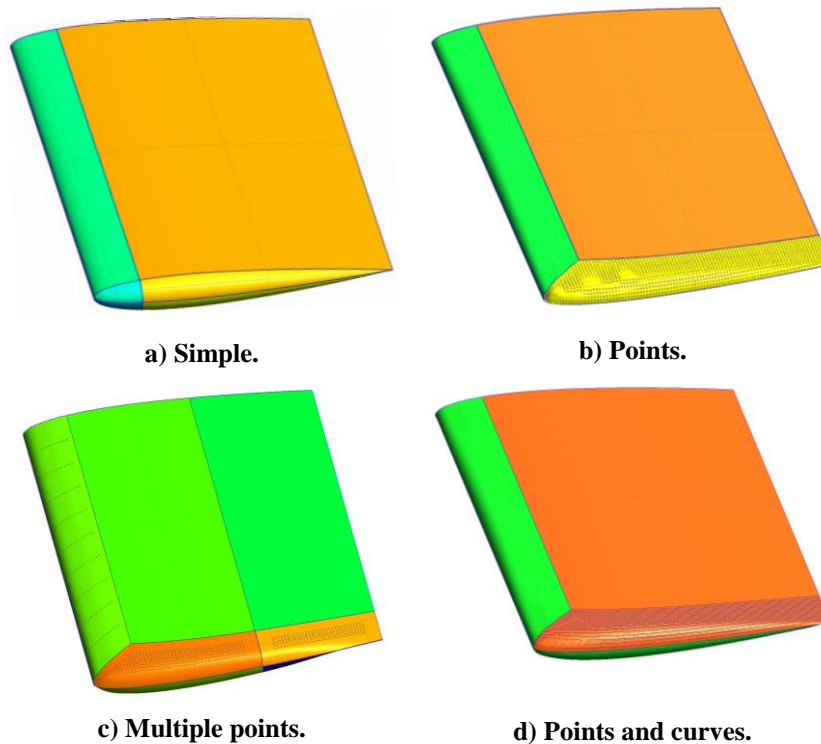 a) Simple.
b) Points.
c) Multiple points.
d) Points and curves.